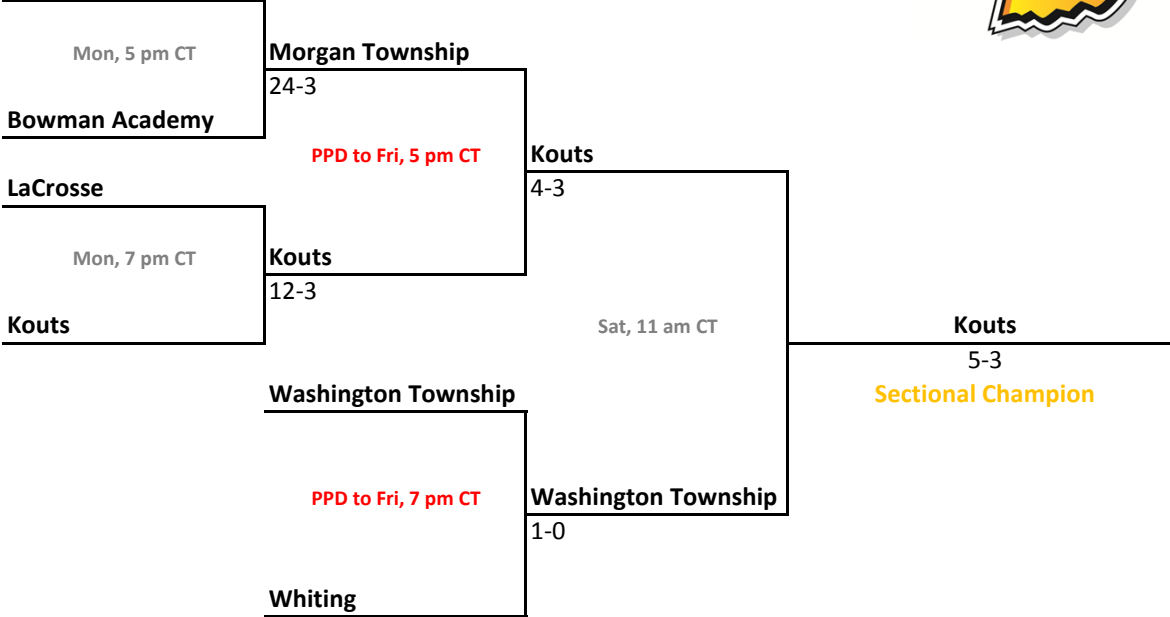 Mon, 5 pm CT
Morgan Township
24-3
Bowman Academy
PPD to Fri, 5 pm CT
Kouts
4-3
LaCrosse
Mon, 7 pm CT
Kouts
12-3
Kouts
Sat, 11 am CT
Kouts
5-3
Washington Township
Sectional Champion
PPD to Fri, 7 pm CT
Washington Township
1-0
Whiting